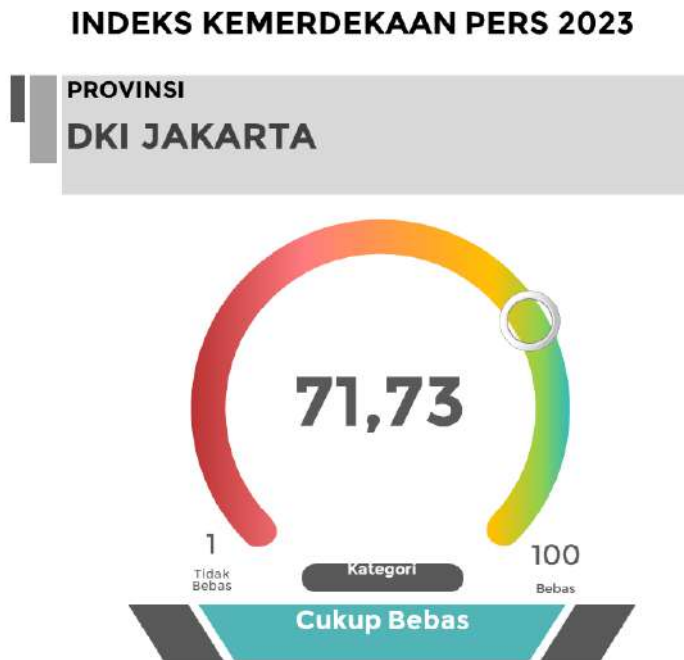 INDEKS KEMERDEKAAN PERS 2023
PROVINSI
DKI JAKARTA
71,73
1
Tidak
Bebas
100
Bebas
Kategori
Cukup Bebas